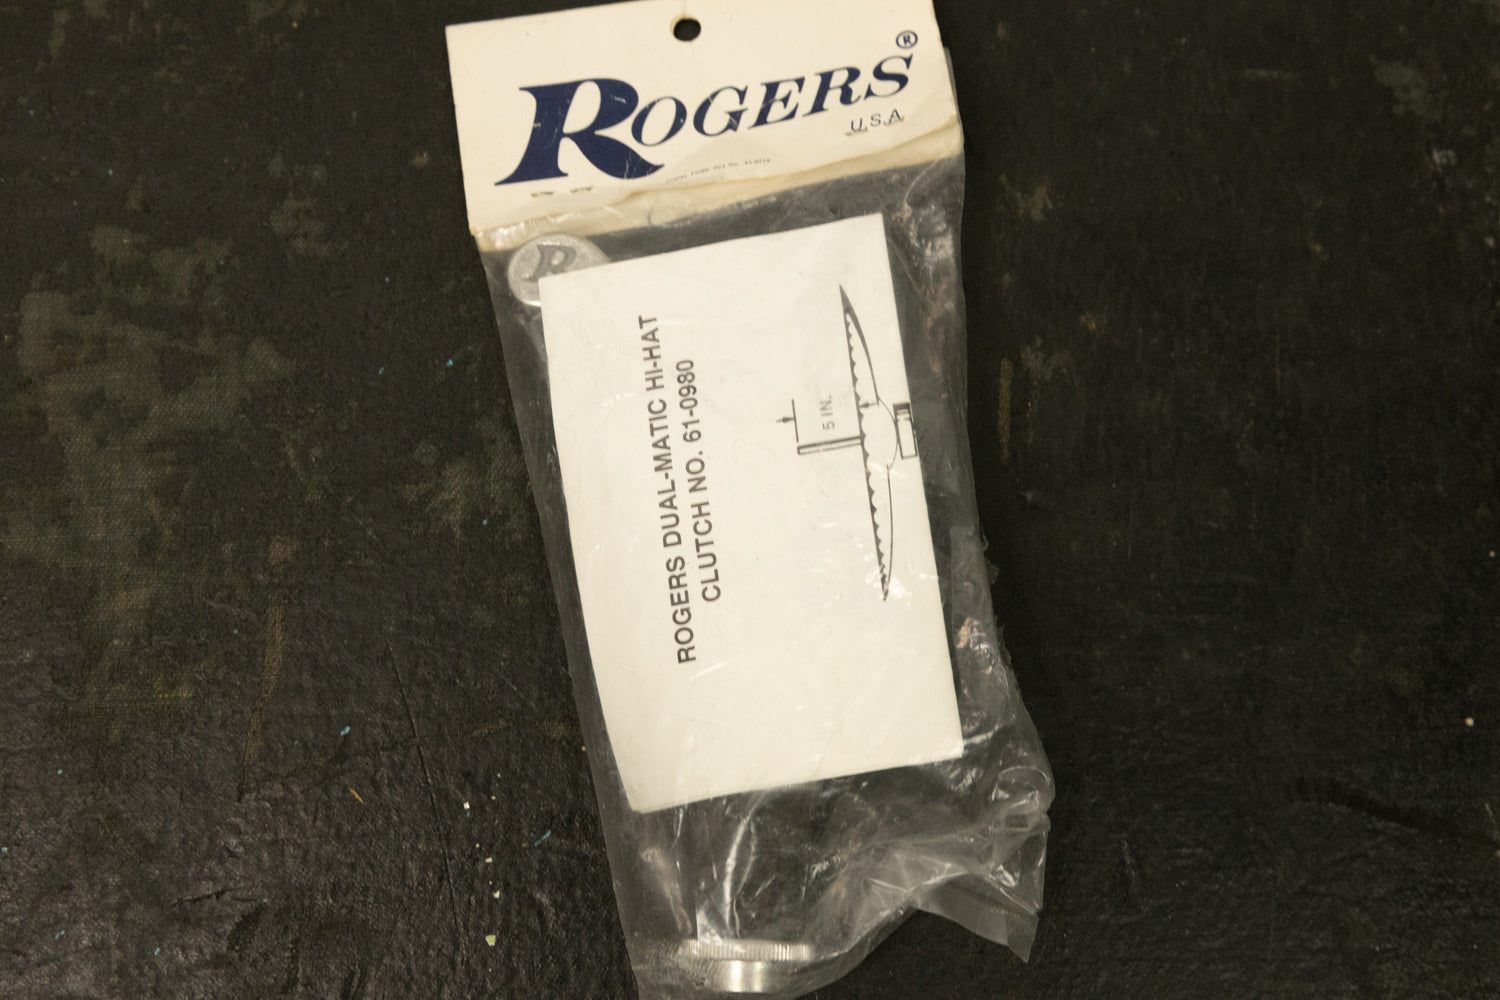 ROGERS®
U.S.A.
R
ROGERS DUAL-MATIC HI-HAT
CLUTCH NO. 61-0980
5 IN.